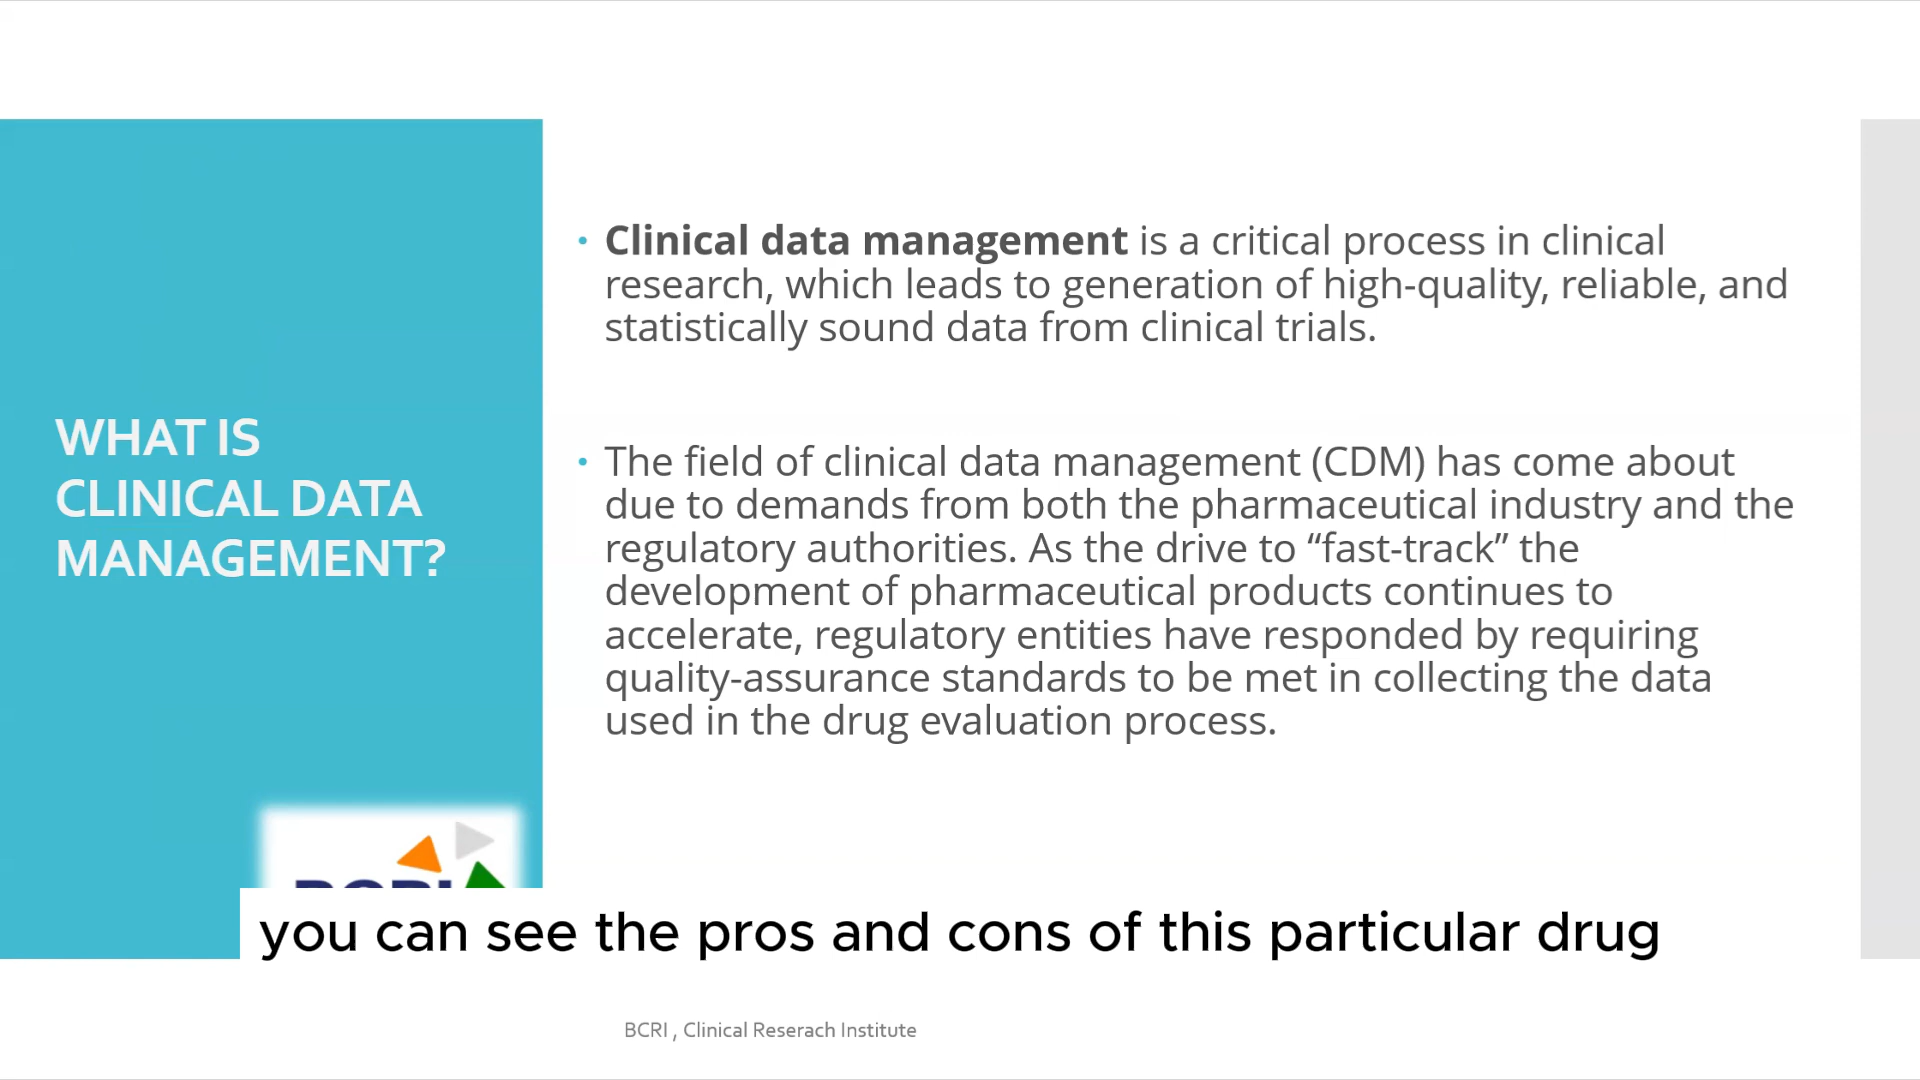 WHAT IS
CLINICAL DATA
MANAGEMENT?
• Clinical data management is a critical process in clinical
research, which leads to generation of high-quality, reliable, and
statistically sound data from clinical trials.
• The field of clinical data management (CDM) has come about
due to demands from both the pharmaceutical industry and the
regulatory authorities. As the drive to “fast-track” the
development of pharmaceutical products continues to
accelerate, regulatory entities have responded by requiring
quality-assurance standards to be met in collecting the data
used in the drug evaluation process.
you can see the pros and cons of this particular drug
BCRI , Clinical Reserach Institute